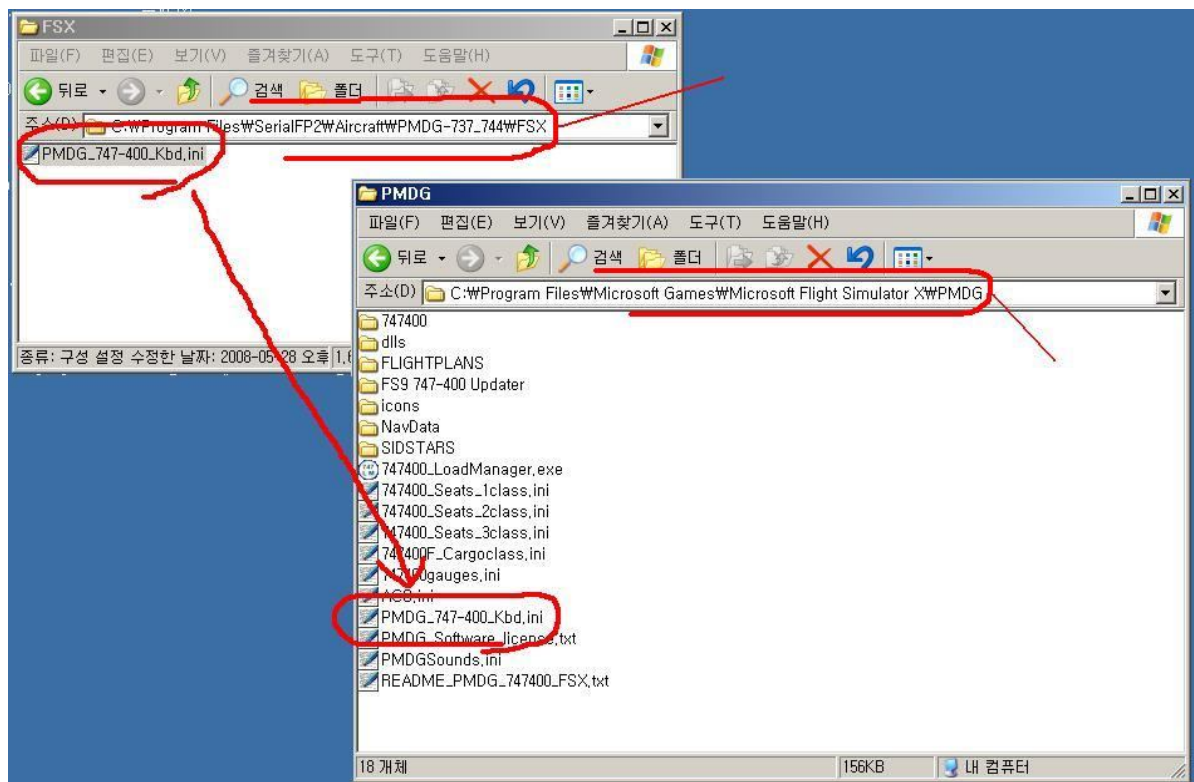 FSX
파일(F) 편집(E) 보기(V) 즐겨찾기(A) 도구(T) 도움말(H)
뒤로 검색 폴더
주소(D) C:₩Program Files₩SerialFP2₩Aircraft₩PMDG-737_744₩FSX
PMDG_747-400_Kbd.ini
종류: 구성 설정 수정한 날짜: 2008-05-28 오후
PMDG
파일(F) 편집(E) 보기(V) 즐겨찾기(A) 도구(T) 도움말(H)
뒤로 검색 폴더
주소(D) C:₩Program Files₩Microsoft Games₩Microsoft Flight Simulator X₩PMDG
747400
dlls
FLIGHTPLANS
FS9 747-400 Updater
icons
NavData
SIDSTARS
747400_LoadManager.exe
747400_Seats_1class.ini
747400_Seats_2class.ini
747400_Seats_3class.ini
747400F_Cargoclass.ini
747400gauges.ini
PMDG_747-400_Kbd.ini
PMDG_Software_license.txt
PMDGSounds.ini
README_PMDG_747400_FSX.txt
18 개체 156KB 내 컴퓨터